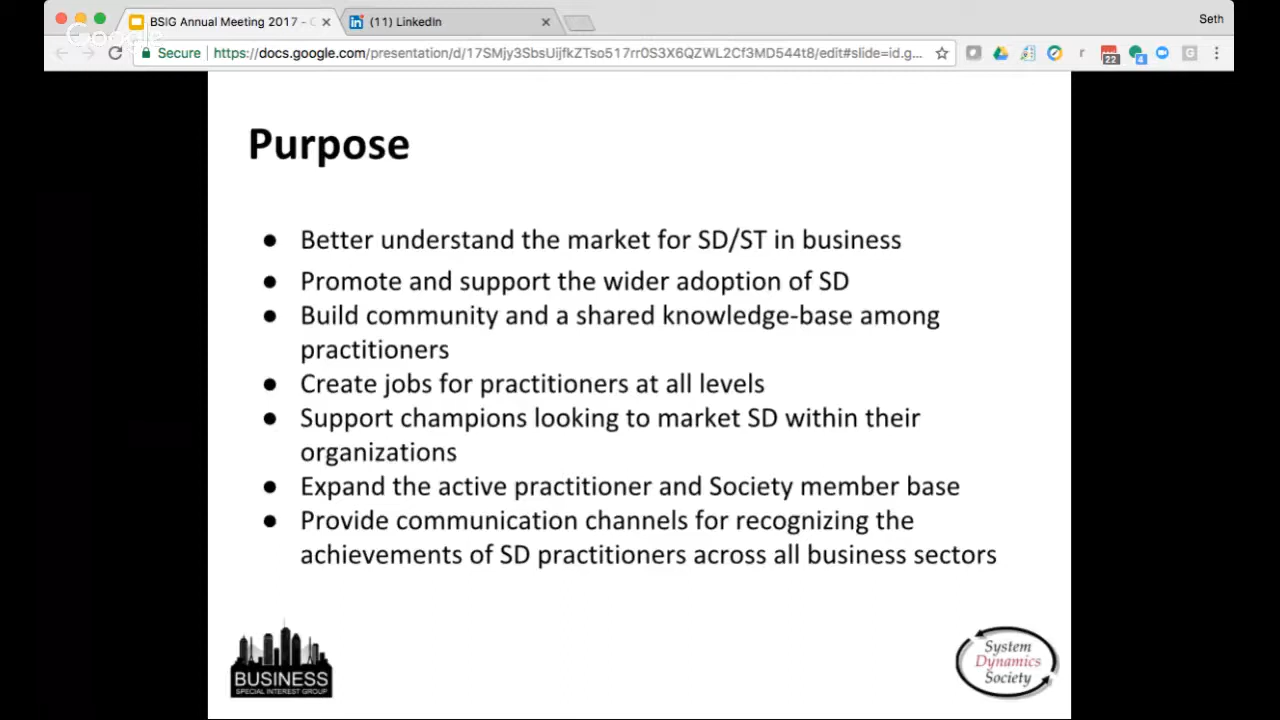 BSIG Annual Meeting 2017 -
(11) LinkedIn
Seth
Google
Secure
https://docs.google.com/presentation/d/17SMjy3SbsUijfkZTso517rr0S3X6QZWL2Cf3MD544t8/edit#slide=id.g...
r
22
4
Purpose
● Better understand the market for SD/ST in business
● Promote and support the wider adoption of SD
● Build community and a shared knowledge-base among
practitioners
● Create jobs for practitioners at all levels
● Support champions looking to market SD within their
organizations
● Expand the active practitioner and Society member base
● Provide communication channels for recognizing the
achievements of SD practitioners across all business sectors
BUSINESS
SPECIAL INTEREST GROUP
System
Dynamics
Society